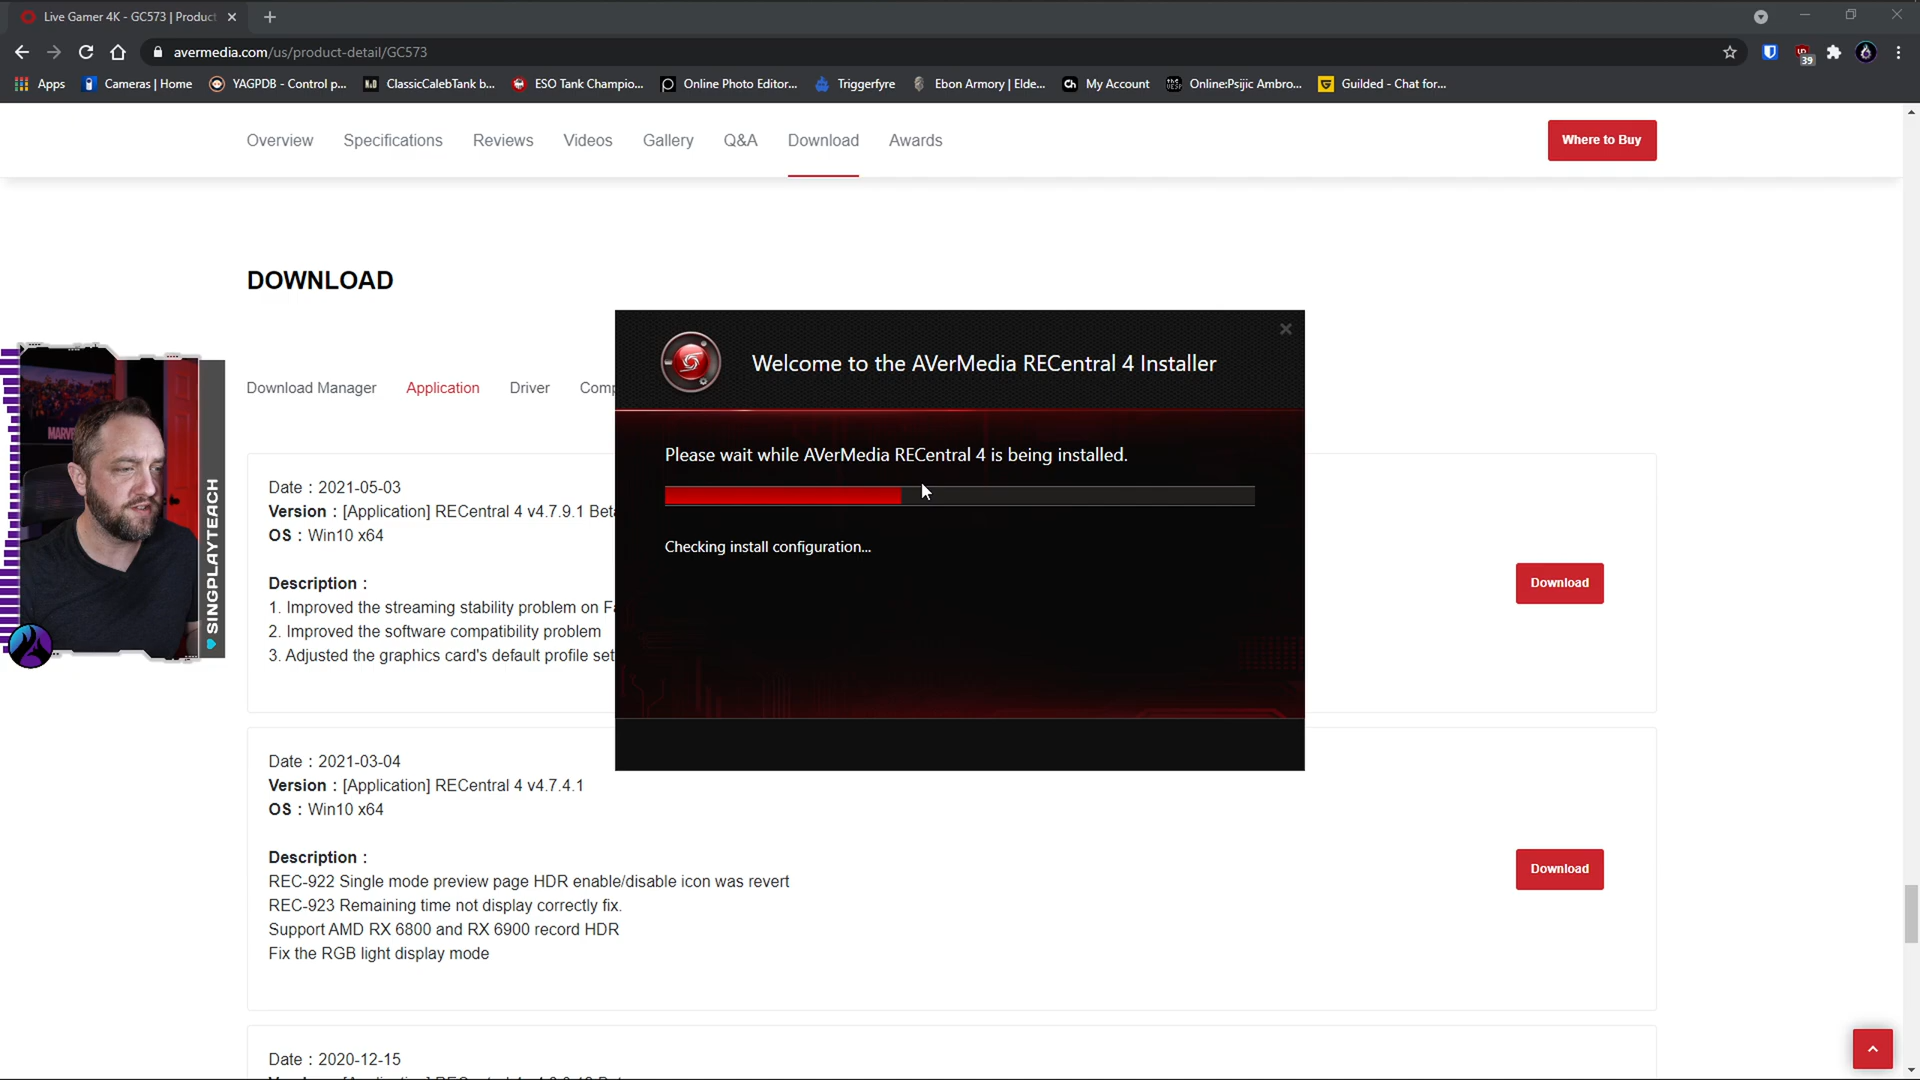 Live Gamer 4K - GC573 | Product
avermedia.com/us/product-detail/GC573
39
Apps
Cameras | Home
YAGPDB - Control p...
ClassicCalebTank b...
ESO Tank Champio...
Online Photo Editor...
Triggerfyre
Ebon Armory | Elde...
My Account
Online:Psijic Ambro...
Guilded - Chat for...
Overview
Specifications
Reviews
Videos
Gallery
Q&A
Download
Awards
Where to Buy
DOWNLOAD
Download Manager
Application
Driver
Comp
Date : 2021-05-03
Version : [Application] RECentral 4 v4.7.9.1 Beta
OS : Win10 x64
Description :
1. Improved the streaming stability problem on Fa
2. Improved the software compatibility problem
3. Adjusted the graphics card's default profile set
Download
Welcome to the AVerMedia RECentral 4 Installer
Please wait while AVerMedia RECentral 4 is being installed.
Checking install configuration...
SINGPLAYTEACH
Date : 2021-03-04
Version : [Application] RECentral 4 v4.7.4.1
OS : Win10 x64
Description :
REC-922 Single mode preview page HDR enable/disable icon was revert
REC-923 Remaining time not display correctly fix.
Support AMD RX 6800 and RX 6900 record HDR
Fix the RGB light display mode
Download
Date : 2020-12-15